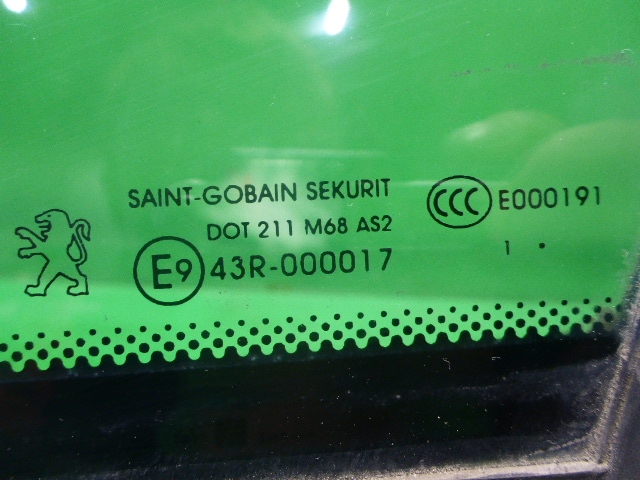 SAINT-GOBAIN SEKURIT
DOT 211 M68 AS2
E9 43R-000017
CCC E000191
1 •